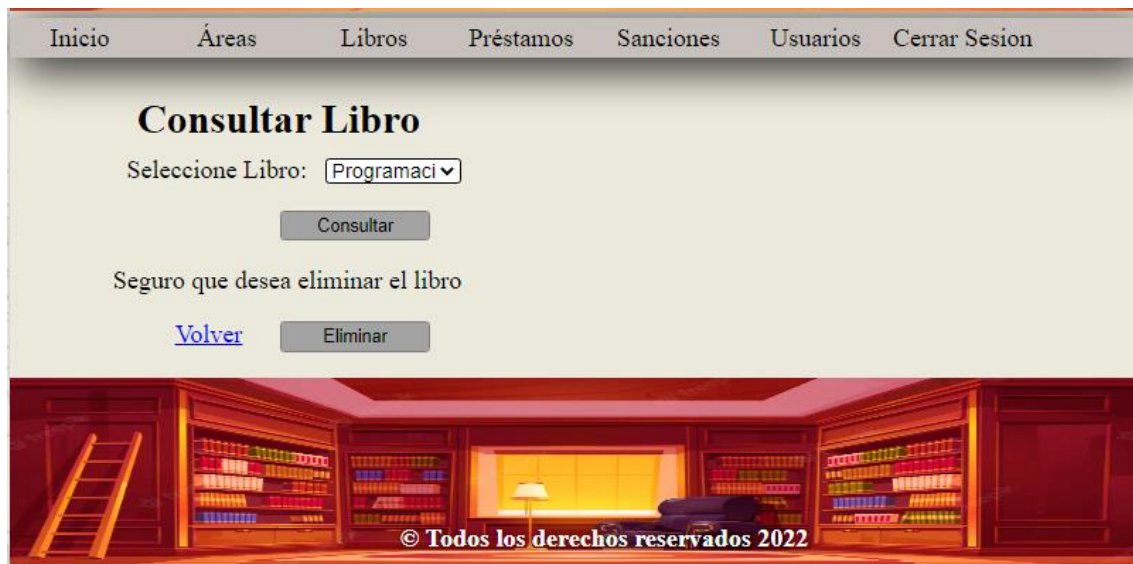 Inicio Áreas Libros Préstamos Sanciones Usuarios Cerrar Sesion
Consultar Libro
Seleccione Libro: Programaci
Consultar
Seguro que desea eliminar el libro
Volver Eliminar
© Todos los derechos reservados 2022